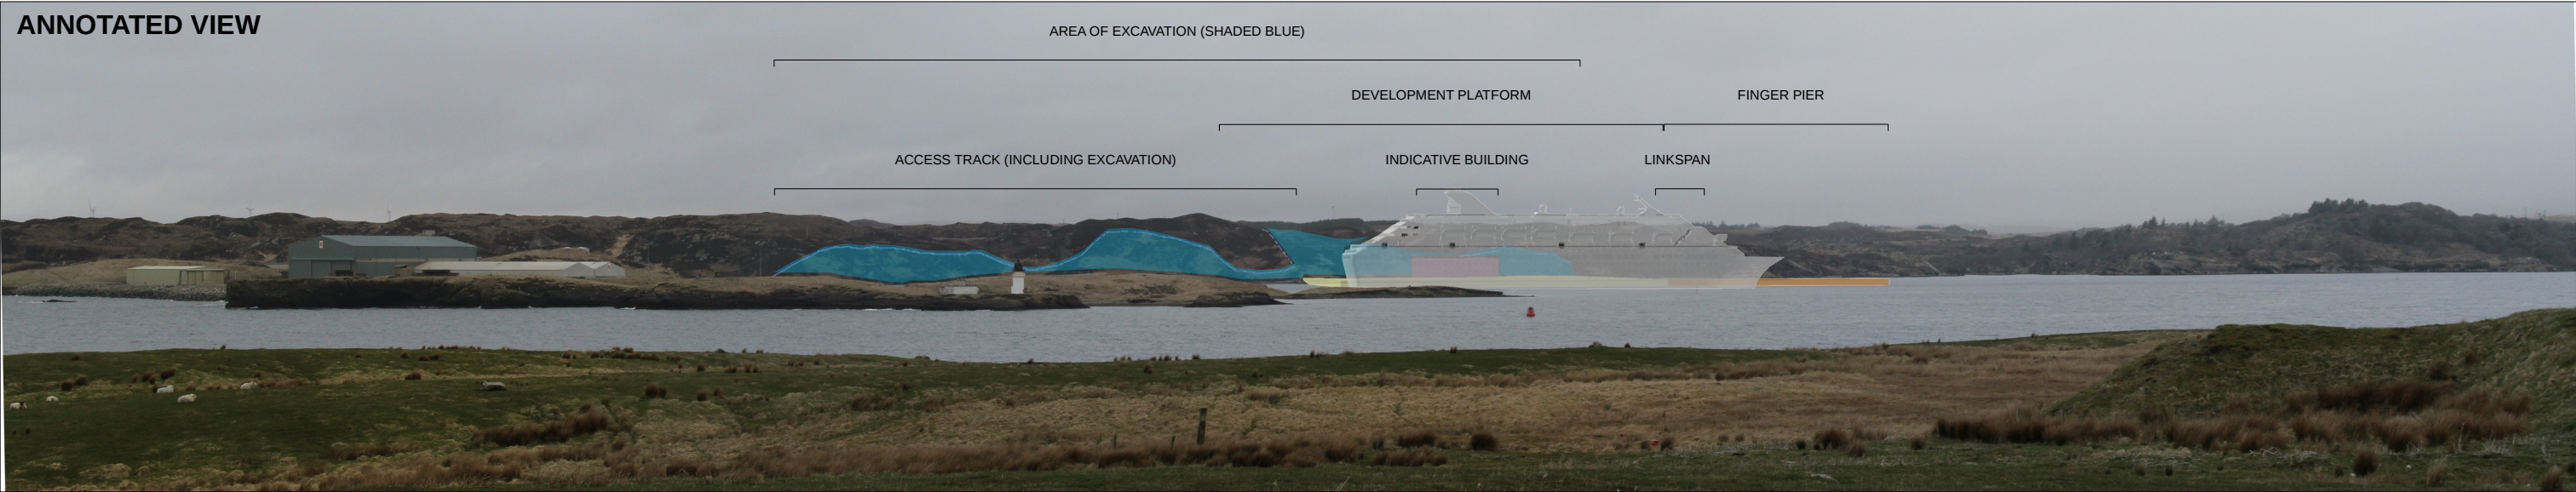 ANNOTATED VIEW
AREA OF EXCAVATION (SHADED BLUE)
DEVELOPMENT PLATFORM
FINGER PIER
ACCESS TRACK (INCLUDING EXCAVATION)
INDICATIVE BUILDING
LINKSPAN